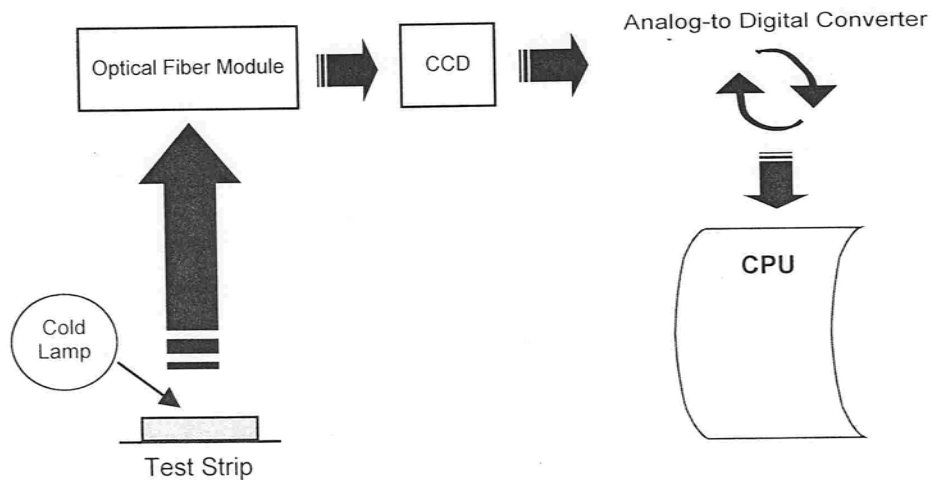 Analog-to Digital Converter
Optical Fiber Module
CCD
CPU
Cold
Lamp
Test Strip